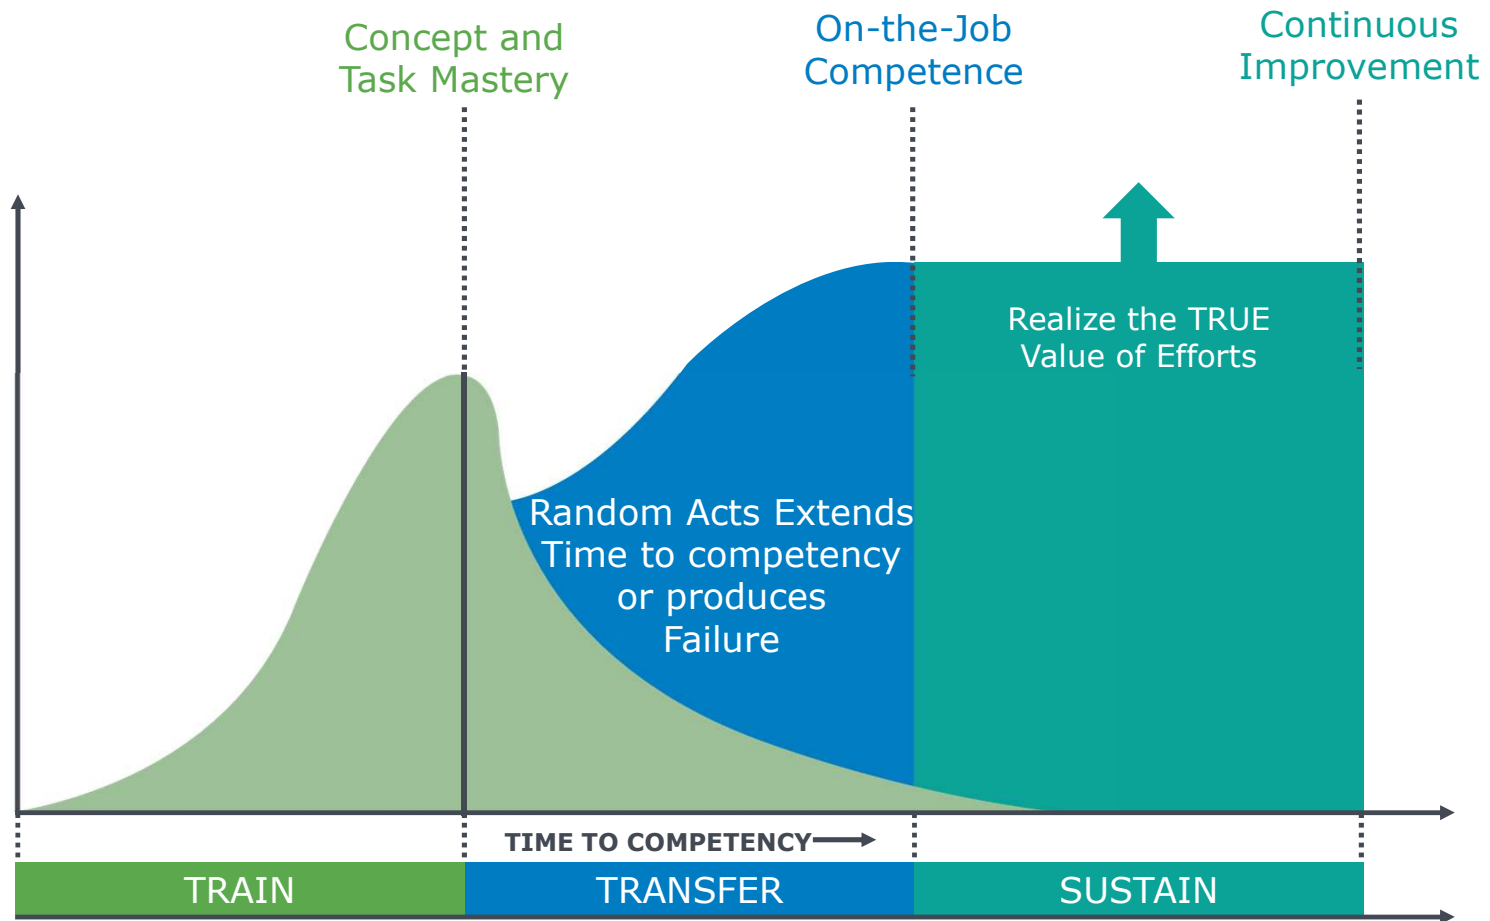 Concept and
Task Mastery
On-the-Job
Competence
Continuous
Improvement
Realize the TRUE
Value of Efforts
Random Acts Extends
Time to competency
or produces
Failure
TIME TO COMPETENCY
TRAIN
TRANSFER
SUSTAIN